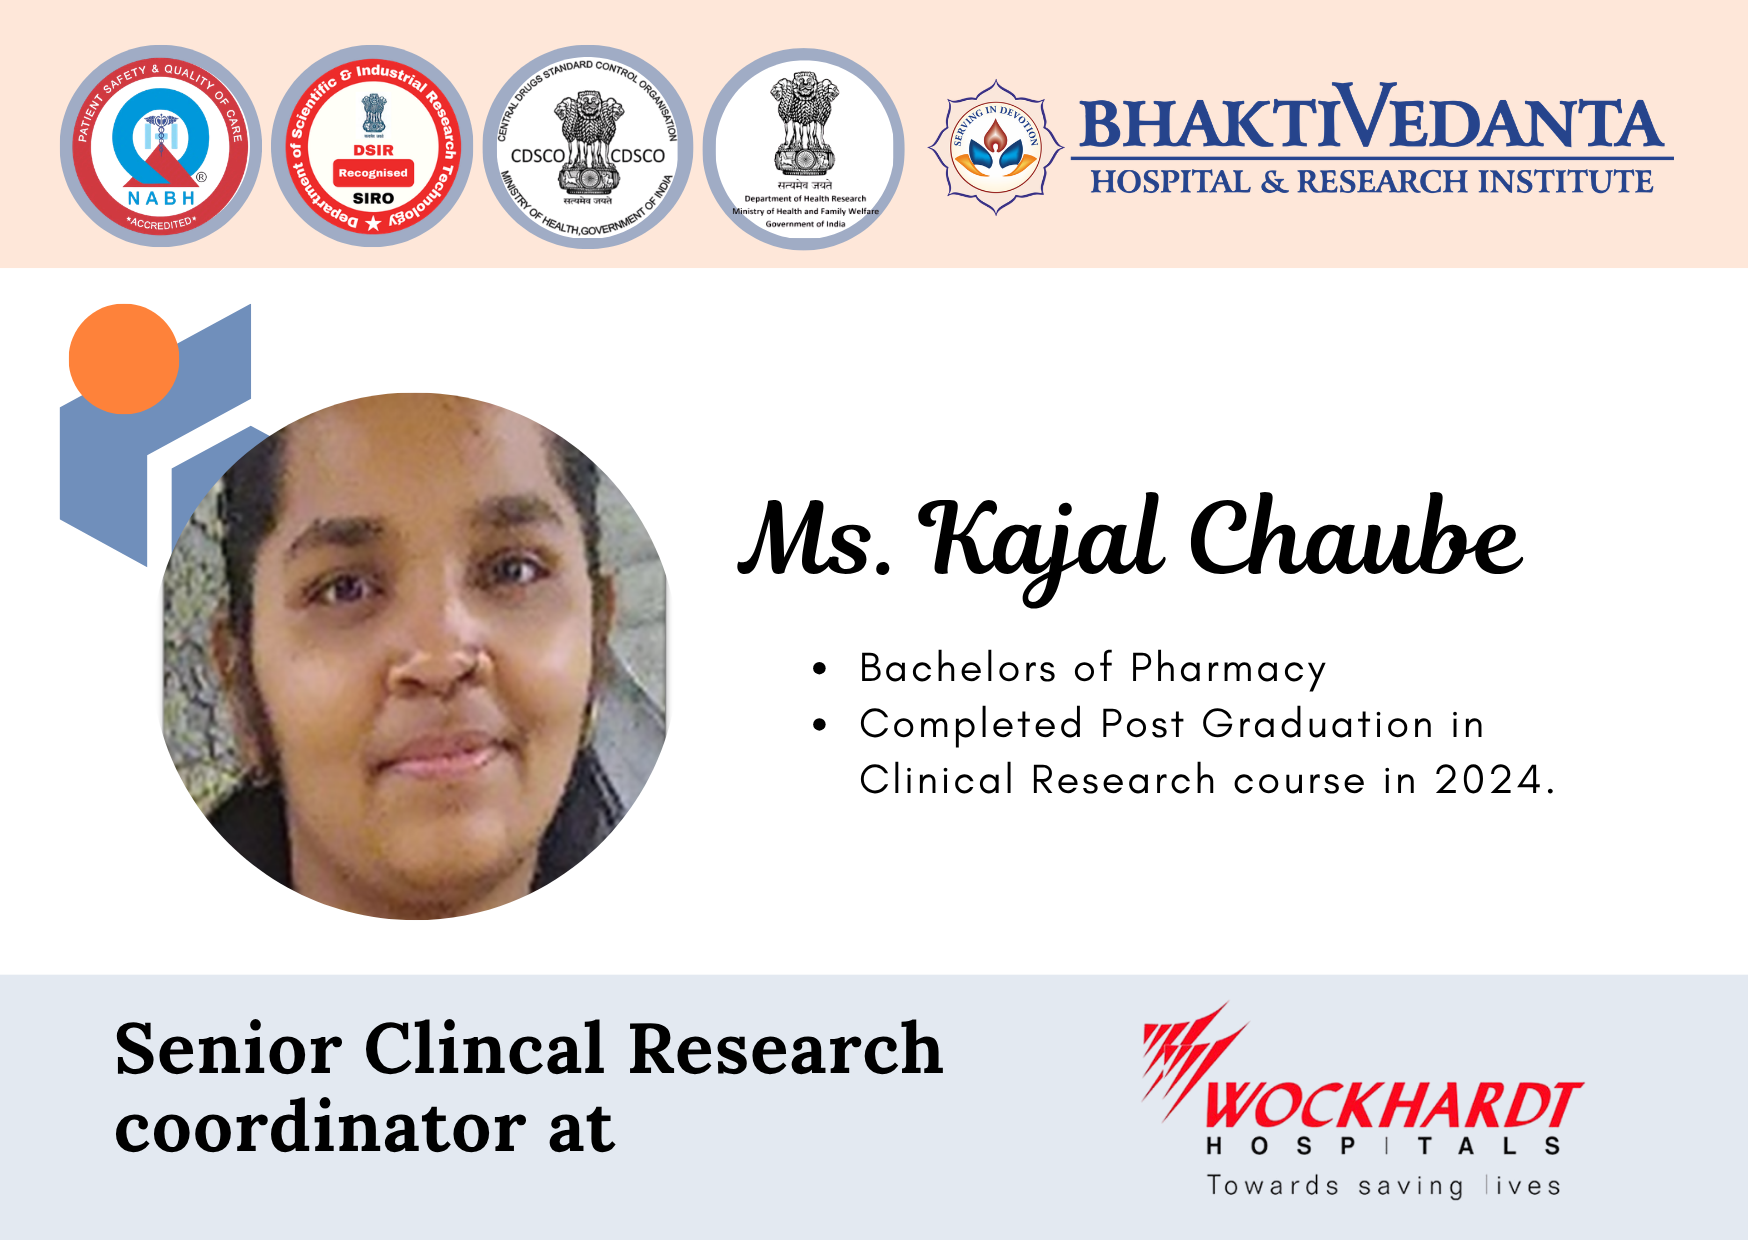 PATIENT SAFETY & QUALITY OF CARE
®
NABH
*ACCREDITED*
Department of Scientific & Industrial Research Technology
DSIR
Recognised
SIRO
CENTRAL DRUGS STANDARD CONTROL ORGANISATION
CDSCO CDSCO
सत्यमेव जयते
MINISTRY OF HEALTH,GOVERNMENT OF INDIA
सत्यमेव जयते
Department of Health Research
Ministry of Health and Family Welfare
Government of India
SERVING IN DEVOTION
BHAKTIVEDANTA
HOSPITAL & RESEARCH INSTITUTE
Ms. Kajal Chaube
• Bachelors of Pharmacy
• Completed Post Graduation in
Clinical Research course in 2024.
Senior Clincal Research
coordinator at
WOCKHARDT
HOSPITALS
Towards saving lives